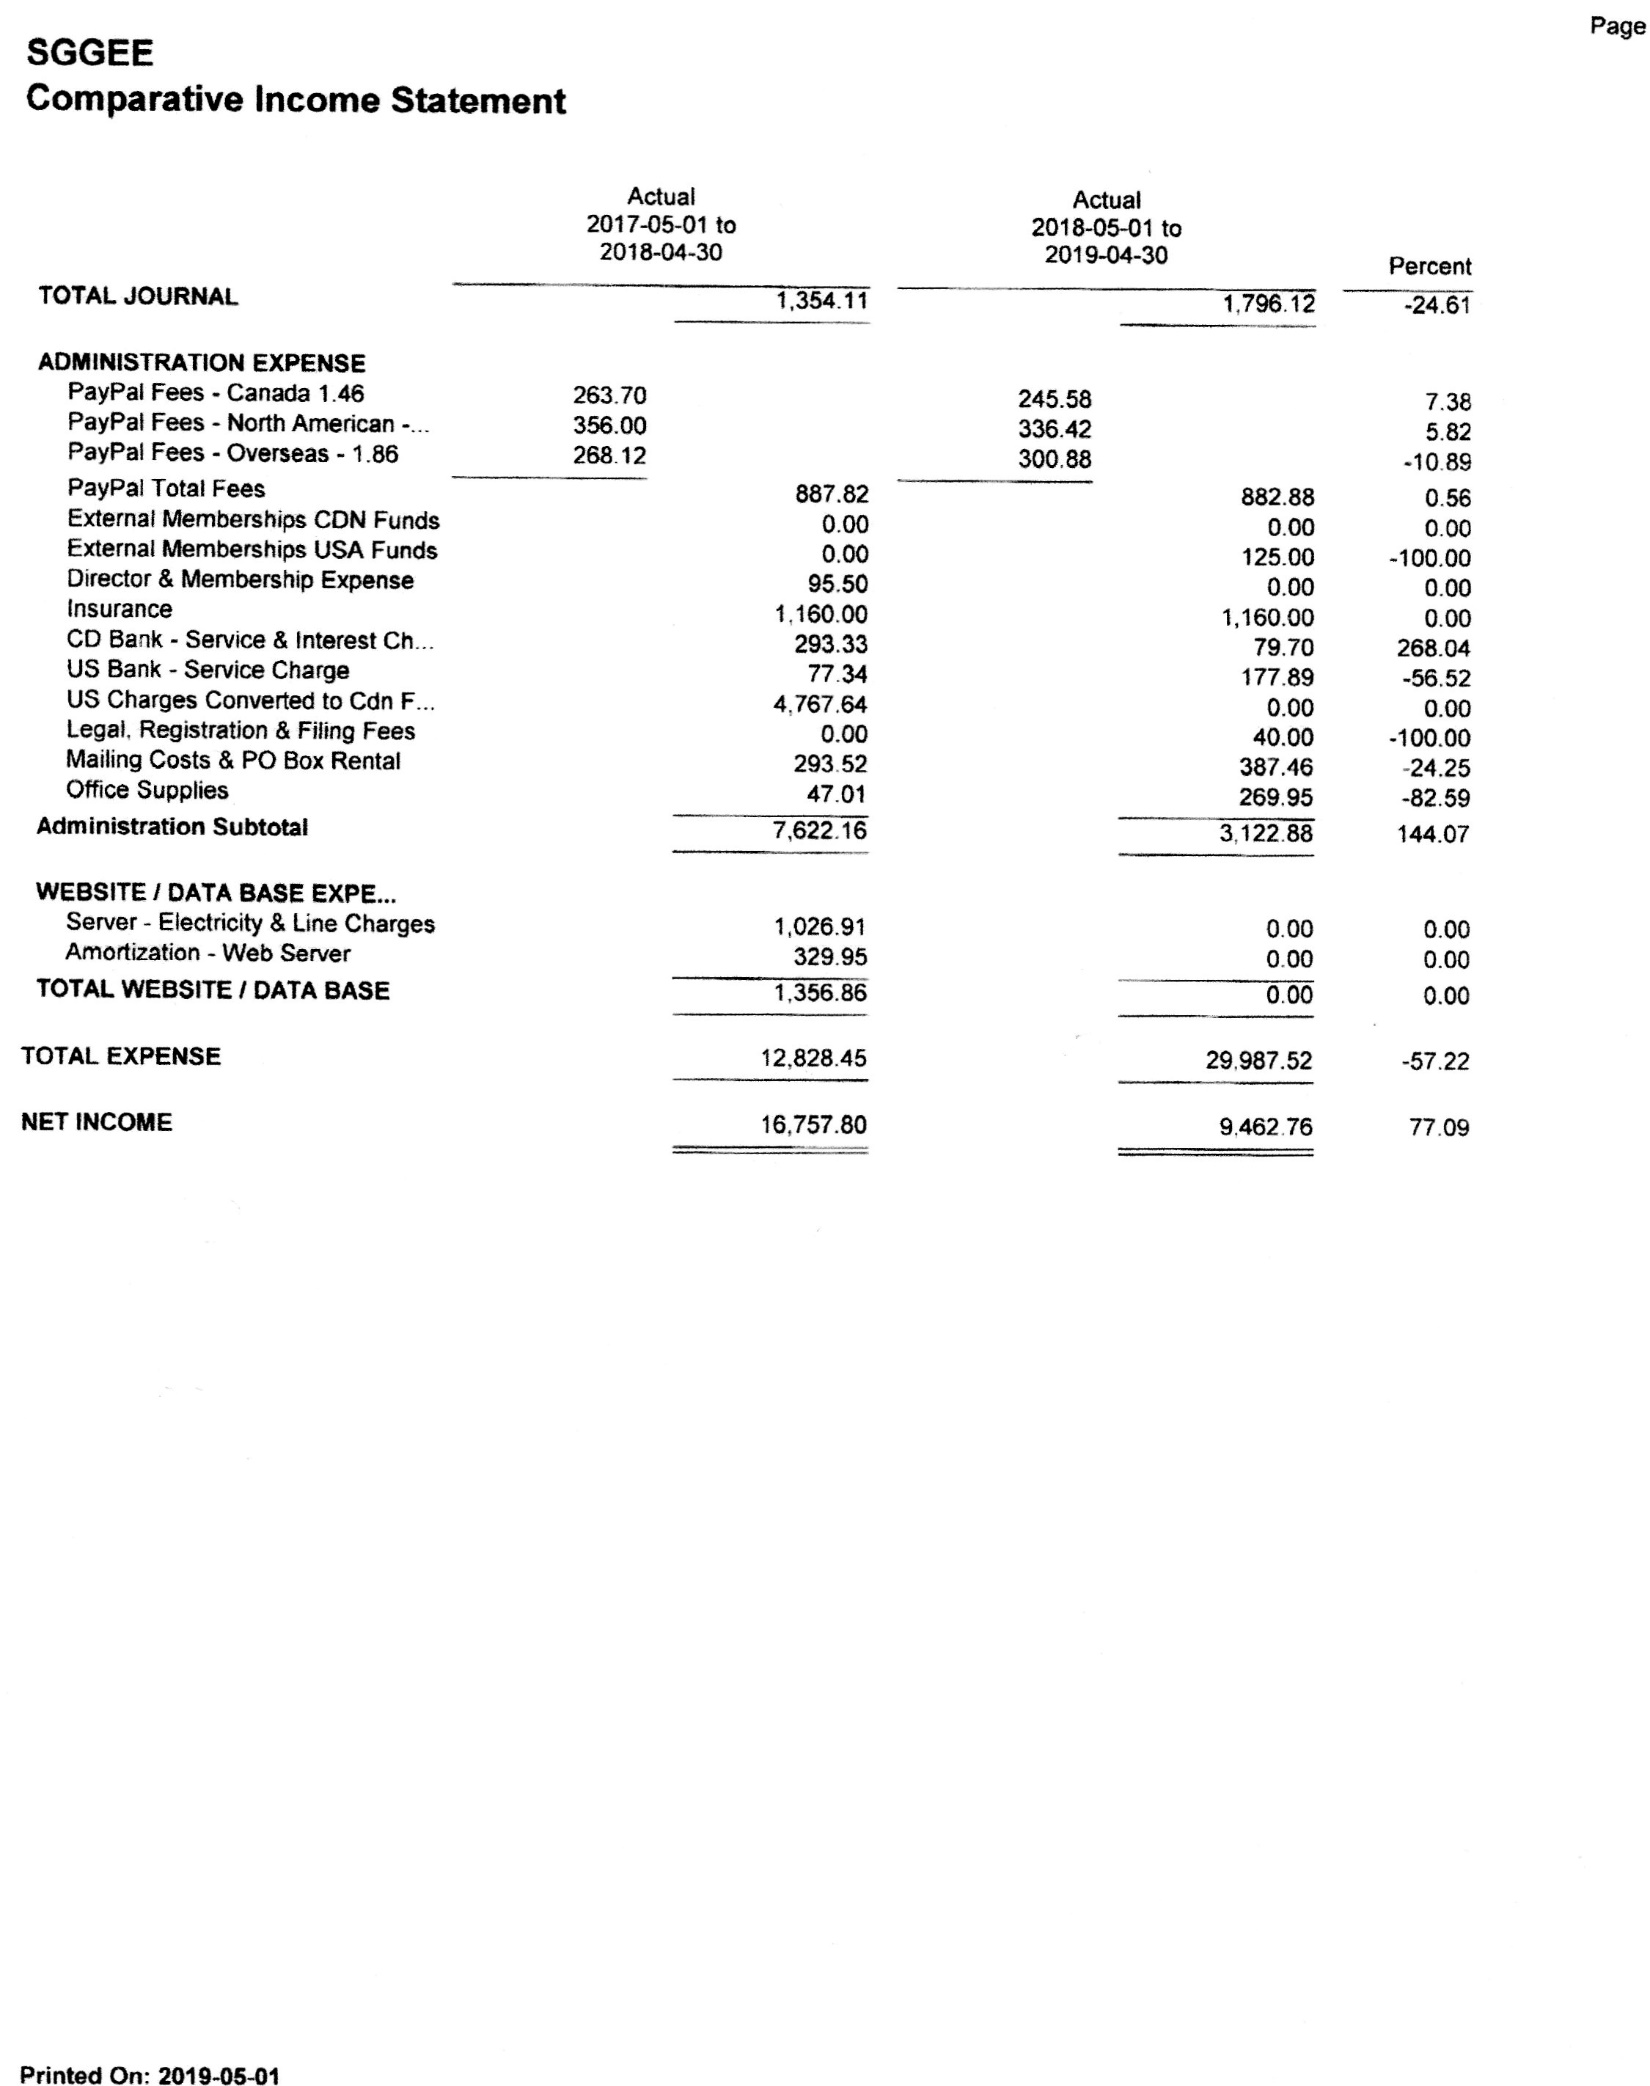 Page
SGGEE
Comparative Income Statement
Actual Actual
2017-05-01 to 2018-05-01 to
2018-04-30 2019-04-30 Percent
TOTAL JOURNAL 1,354.11 1,796.12 -24.61
ADMINISTRATION EXPENSE
PayPal Fees - Canada 1.46 263.70 245.58 7.38
PayPal Fees - North American -... 356.00 336.42 5.82
PayPal Fees - Overseas - 1.86 268.12 300.88 -10.89
PayPal Total Fees 887.82 882.88 0.56
External Memberships CDN Funds 0.00 0.00 0.00
External Memberships USA Funds 0.00 125.00 -100.00
Director & Membership Expense 95.50 0.00 0.00
Insurance 1,160.00 1,160.00 0.00
CD Bank - Service & Interest Ch... 293.33 79.70 268.04
US Bank - Service Charge 77.34 177.89 -56.52
US Charges Converted to Cdn F... 4,767.64 0.00 0.00
Legal, Registration & Filing Fees 0.00 40.00 -100.00
Mailing Costs & PO Box Rental 293.52 387.46 -24.25
Office Supplies 47.01 269.95 -82.59
Administration Subtotal 7,622.16 3,122.88 144.07
WEBSITE / DATA BASE EXPE...
Server - Electricity & Line Charges 1,026.91 0.00 0.00
Amortization - Web Server 329.95 0.00 0.00
TOTAL WEBSITE / DATA BASE 1,356.86 0.00 0.00
TOTAL EXPENSE 12,828.45 29,987.52 -57.22
NET INCOME 16,757.80 9,462.76 77.09
Printed On: 2019-05-01